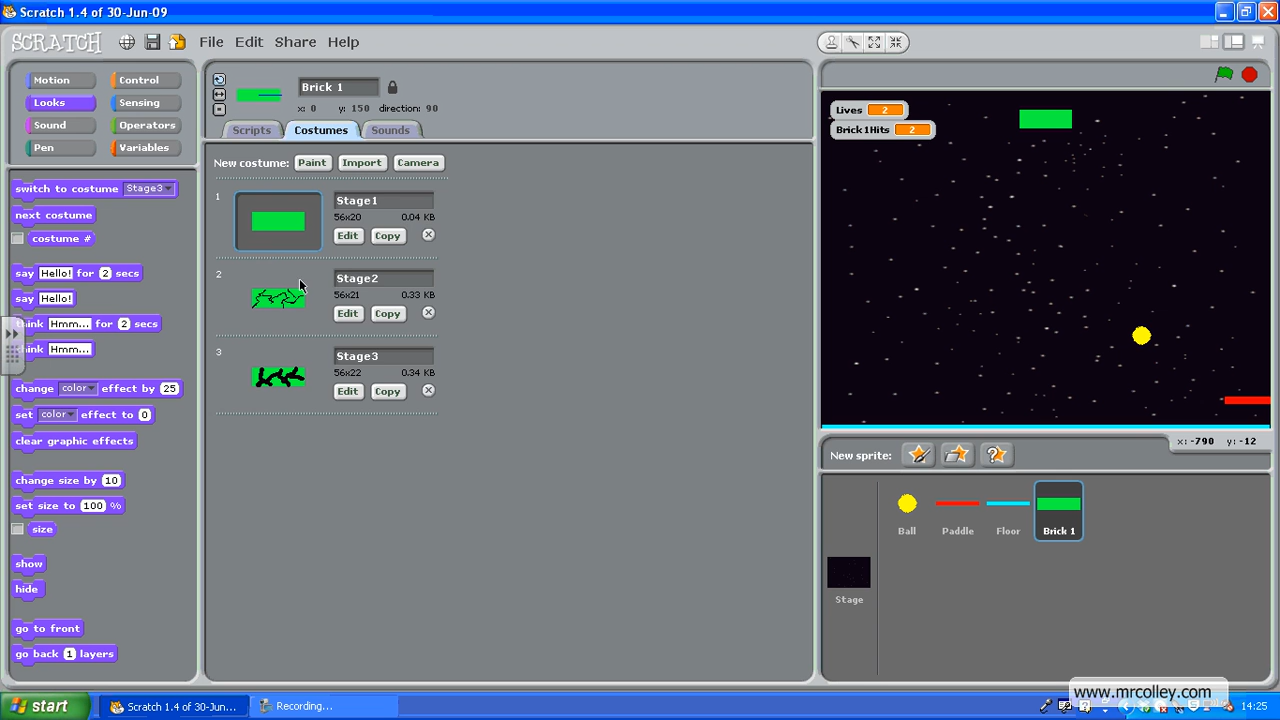 Scratch 1.4 of 30-Jun-09
SCRATCH File Edit Share Help
Motion Control
Looks Sensing
Sound Operators
Pen Variables
switch to costume Stage3
next costume
costume #
say Hello! for 2 secs
say Hello!
think Hmm... for 2 secs
think Hmm...
change color effect by 25
set color effect to 0
clear graphic effects
change size by 10
set size to 100 %
size
show
hide
go to front
go back 1 layers
Brick 1
x: 0 y: 150 direction: 90
Scripts Costumes Sounds
New costume: Paint Import Camera
1 Stage1
56x20 0.04 KB
Edit Copy
2 Stage2
56x21 0.33 KB
Edit Copy
3 Stage3
56x22 0.34 KB
Edit Copy
Lives 2
Brick1Hits 2
x: -790 y: -12
New sprite:
Ball Paddle Floor Brick 1
Stage
www.mrcolley.com
start Scratch 1.4 of 30-Jun... Recording... 14:25